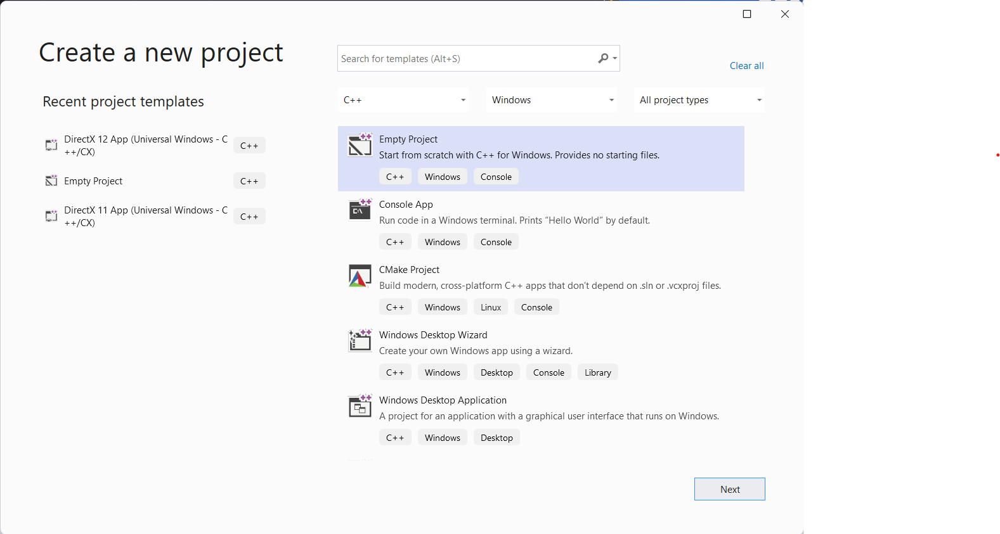 Create a new project
Search for templates (Alt+S)
Clear all
Recent project templates
C++
Windows
All project types
DirectX 12 App (Universal Windows - C
++/CX)
C++
Empty Project
C++
DirectX 11 App (Universal Windows - C
++/CX)
C++
Empty Project
Start from scratch with C++ for Windows. Provides no starting files.
C++ Windows Console
Console App
Run code in a Windows terminal. Prints “Hello World” by default.
C++ Windows Console
CMake Project
Build modern, cross-platform C++ apps that don’t depend on .sln or .vcxproj files.
C++ Windows Linux Console
Windows Desktop Wizard
Create your own Windows app using a wizard.
C++ Windows Desktop Console Library
Windows Desktop Application
A project for an application with a graphical user interface that runs on Windows.
C++ Windows Desktop
Next